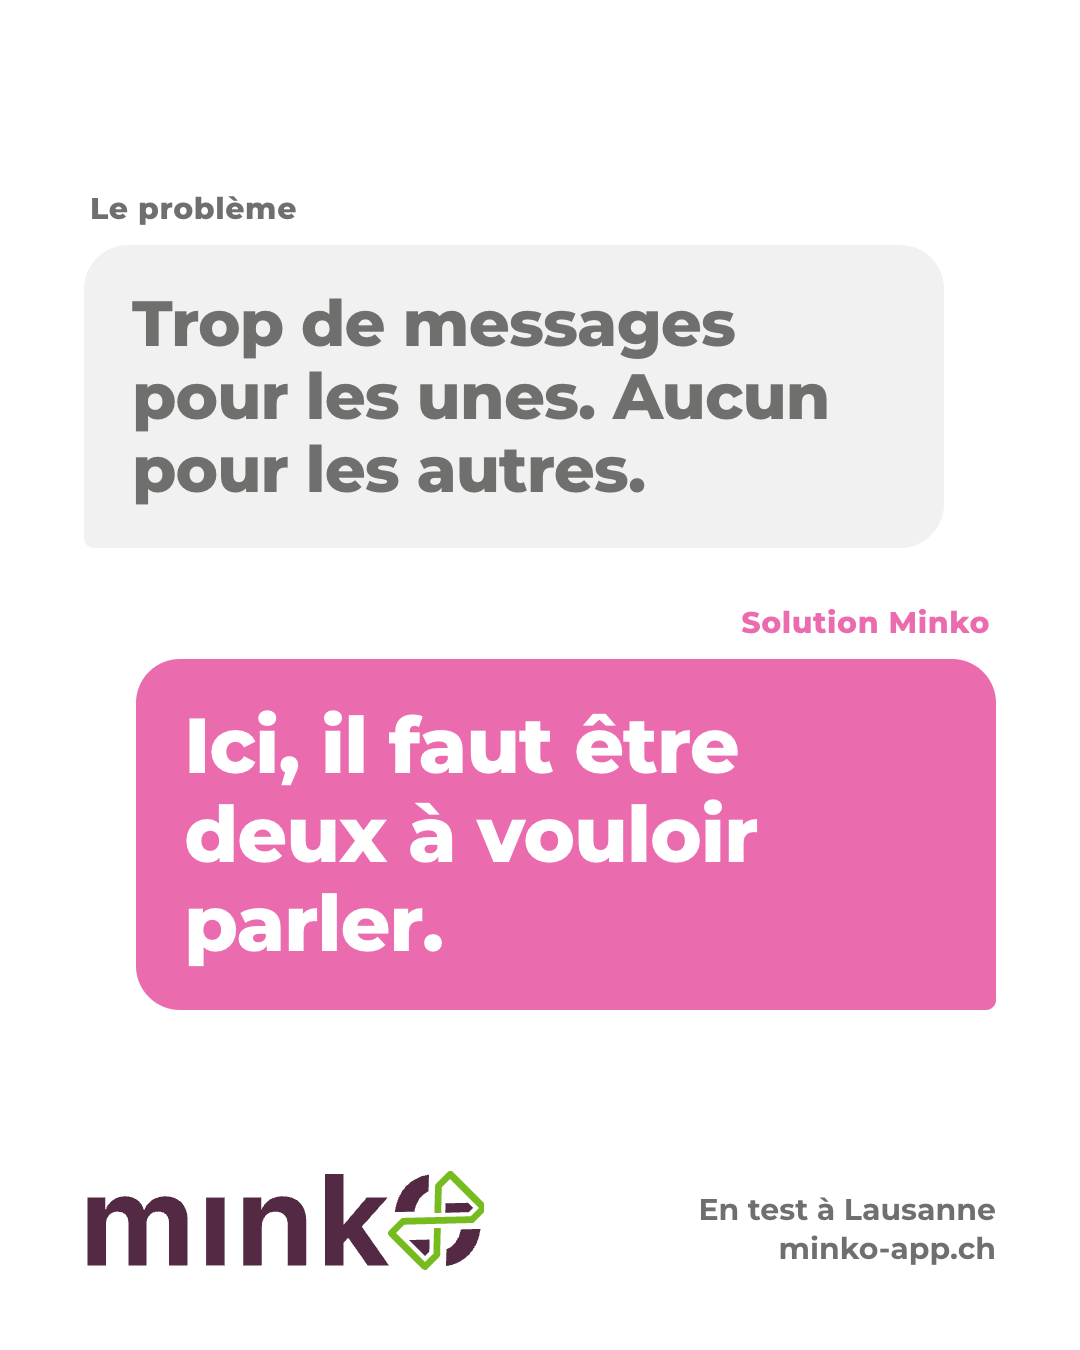 Le problème
Trop de messages
pour les unes. Aucun
pour les autres.
Solution Minko
Ici, il faut être
deux à vouloir
parler.
minko
En test à Lausanne
minko-app.ch